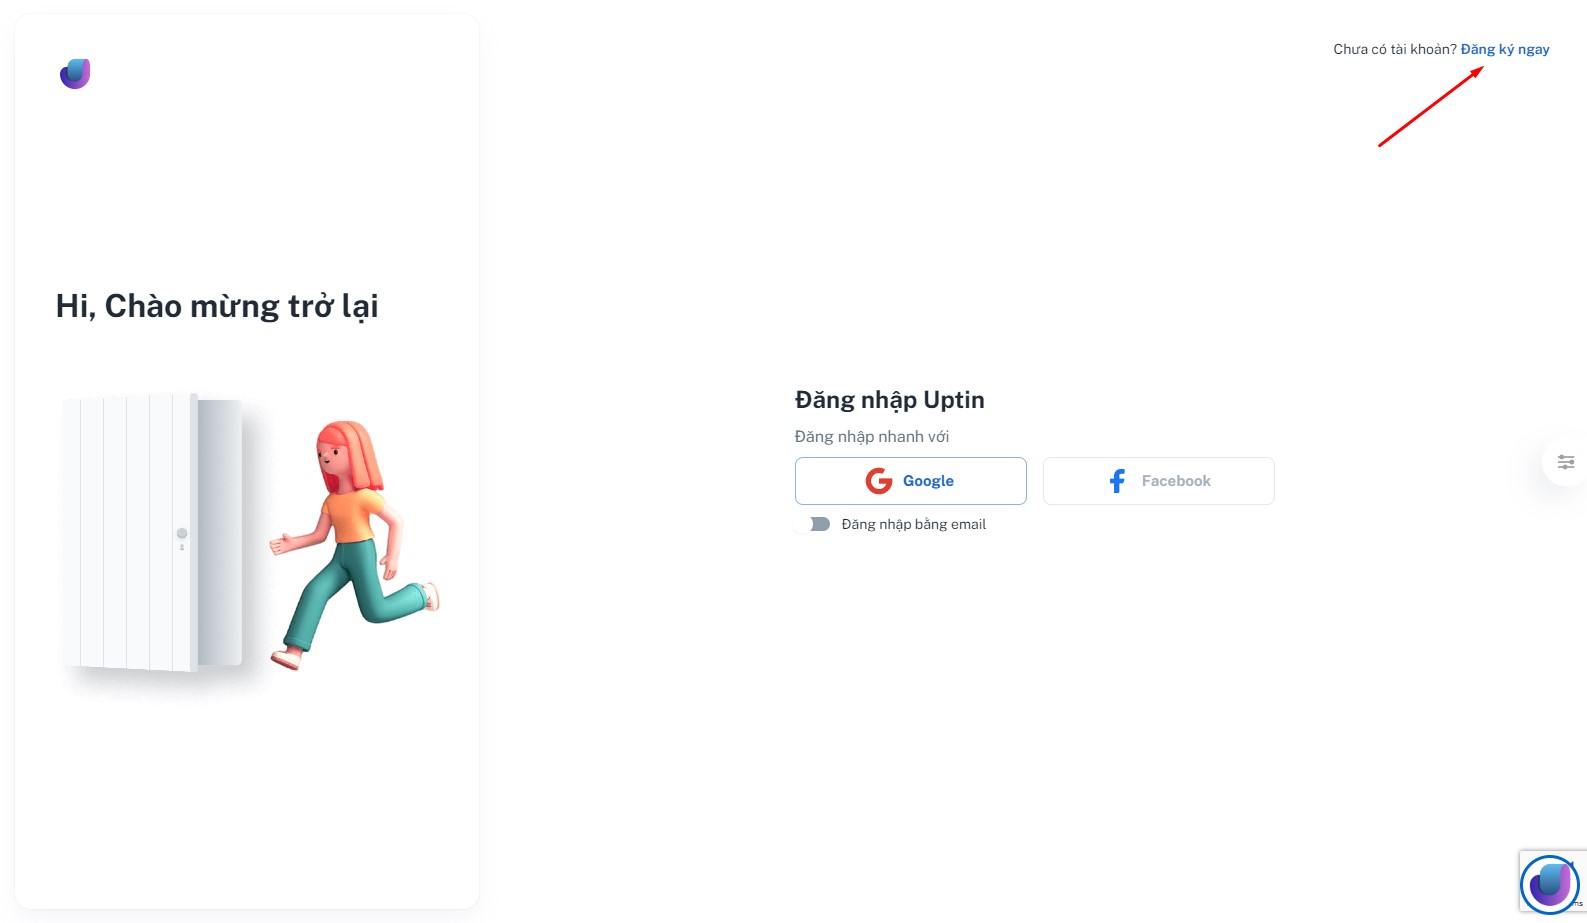 Chưa có tài khoản? Đăng ký ngay
Hi, Chào mừng trở lại
Đăng nhập Uptin
Đăng nhập nhanh với
Google
Facebook
Đăng nhập bằng email